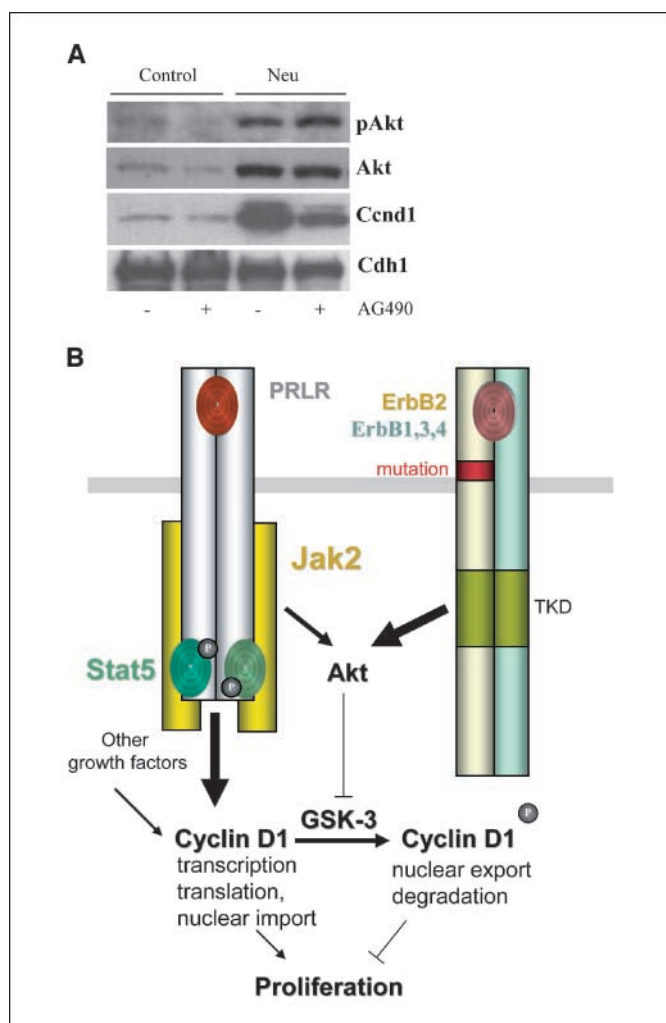 A
Control Neu
pAkt
Akt
Ccnd1
Cdh1
- + - + AG490
B
PRLR
ErbB2
ErbB1,3,4
mutation
Jak2
TKD
Stat5
P
P
Akt
Other
growth factors
GSK-3
P
Cyclin D1
Cyclin D1
transcription
translation,
nuclear import
nuclear export
degradation
Proliferation